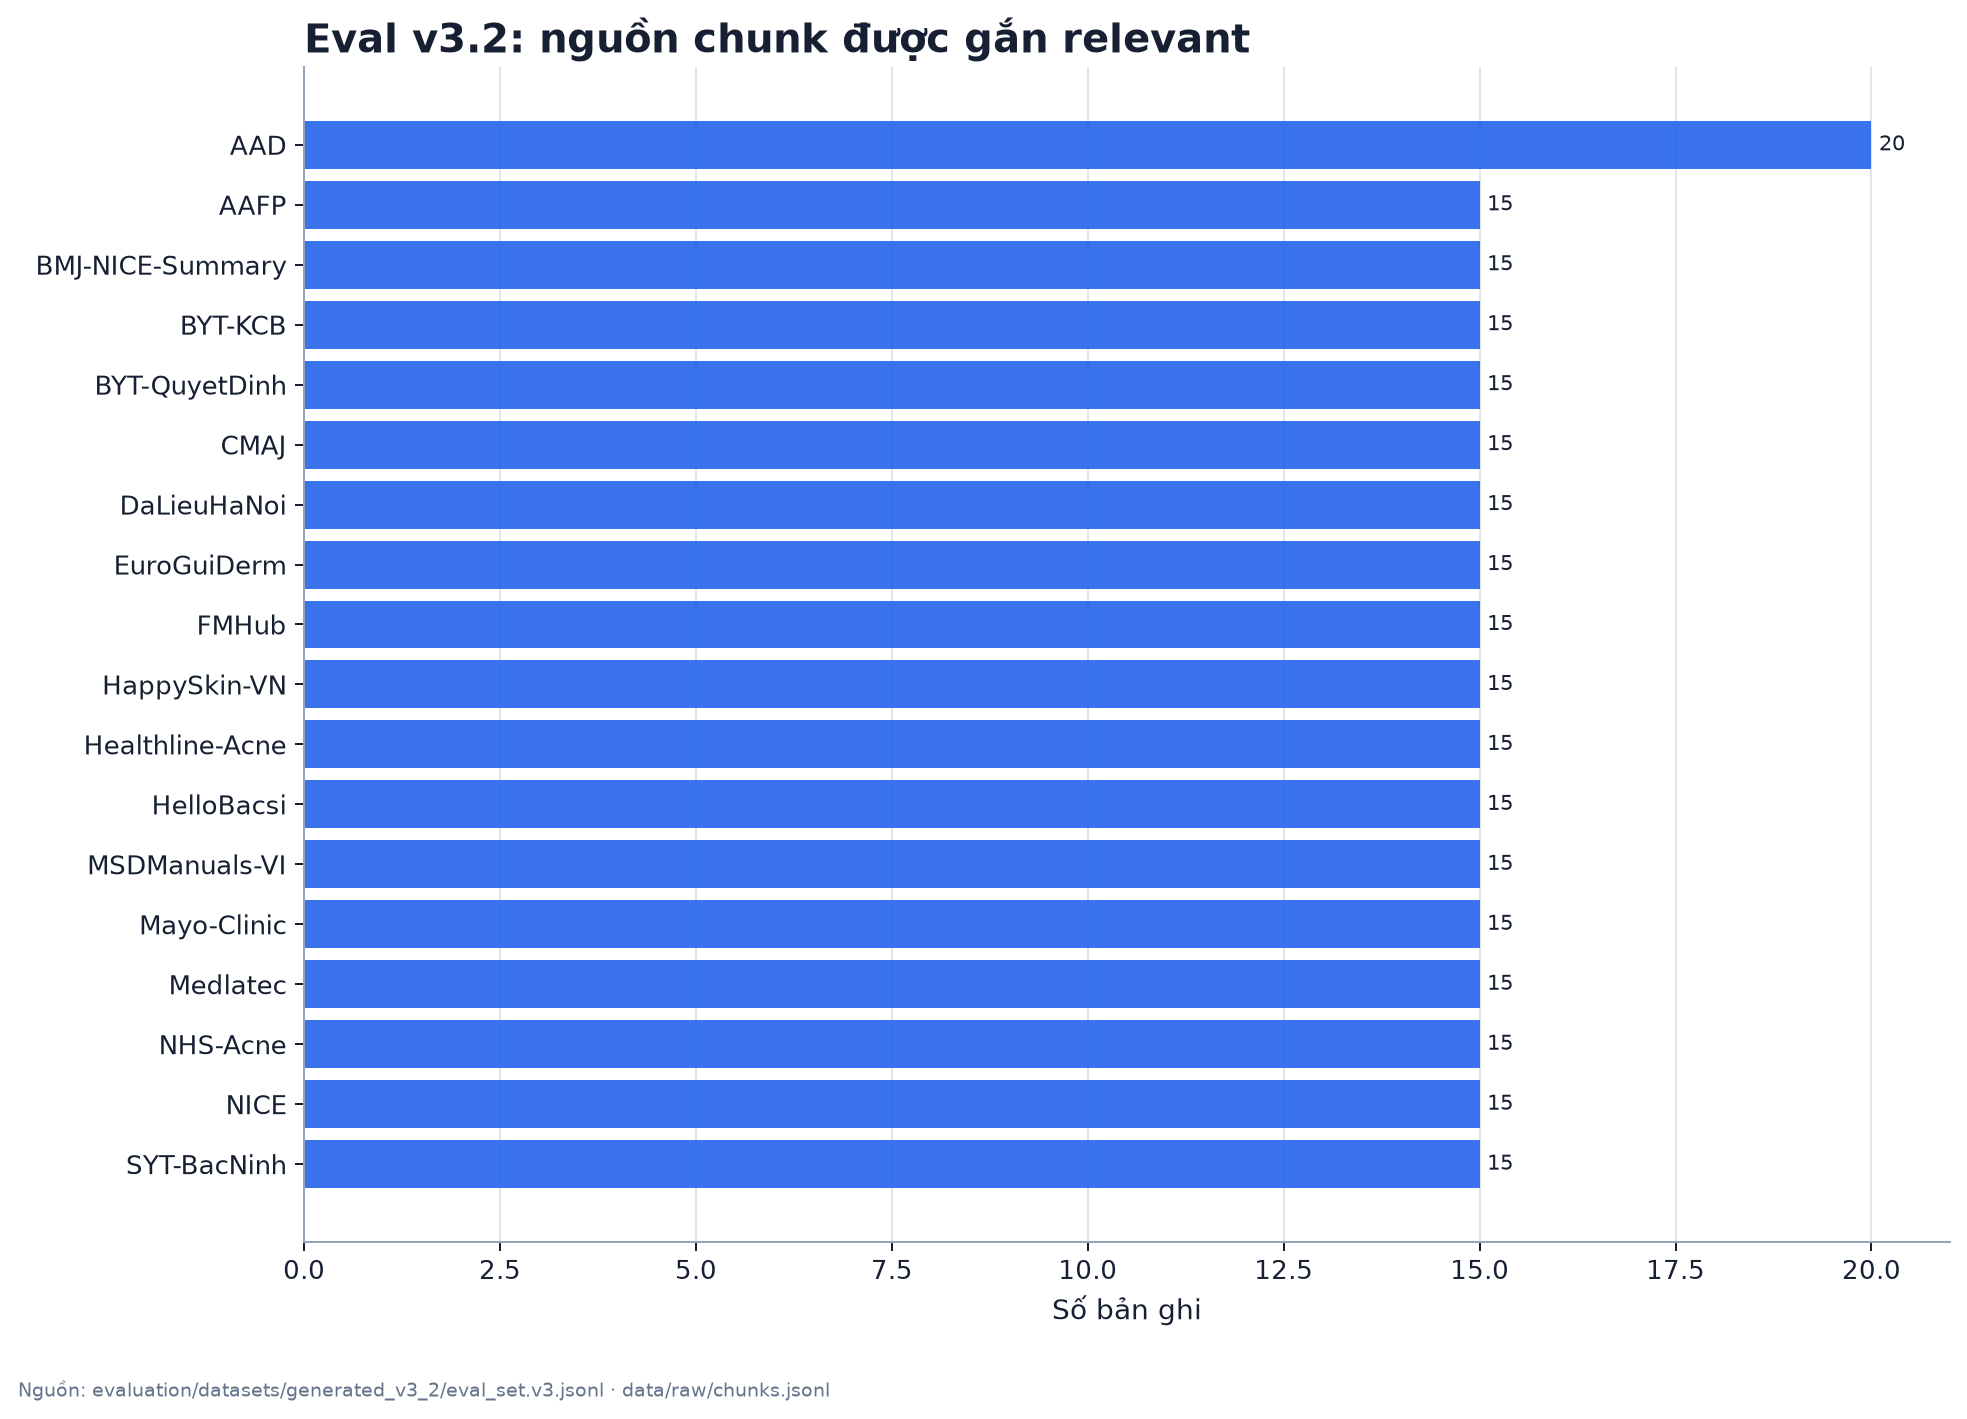 Eval v3.2: nguồn chunk được gắn relevant
AAD 20
AAFP 15
BMJ-NICE-Summary 15
BYT-KCB 15
BYT-QuyetDinh 15
CMAJ 15
DaLieuHaNoi 15
EuroGuiDerm 15
FMHub 15
HappySkin-VN 15
Healthline-Acne 15
HelloBacsi 15
MSDManuals-VI 15
Mayo-Clinic 15
Medlatec 15
NHS-Acne 15
NICE 15
SYT-BacNinh 15
0.0 2.5 5.0 7.5 10.0 12.5 15.0 17.5 20.0
Số bản ghi
Nguồn: evaluation/datasets/generated_v3_2/eval_set.v3.jsonl · data/raw/chunks.jsonl